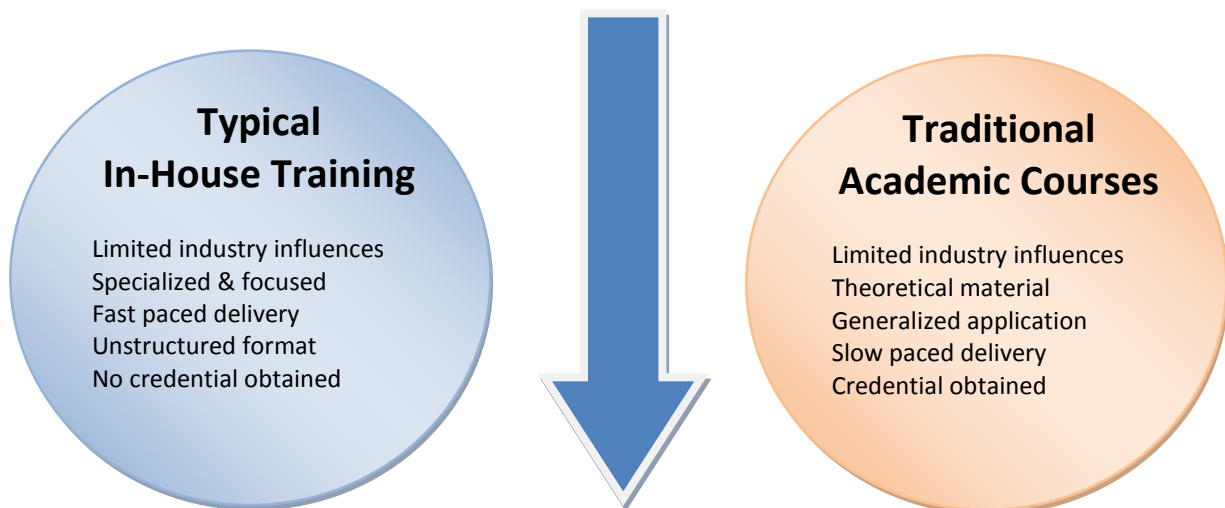 Typical
In-House Training
Limited industry influences
Specialized & focused
Fast paced delivery
Unstructured format
No credential obtained
Traditional
Academic Courses
Limited industry influences
Theoretical material
Generalized application
Slow paced delivery
Credential obtained